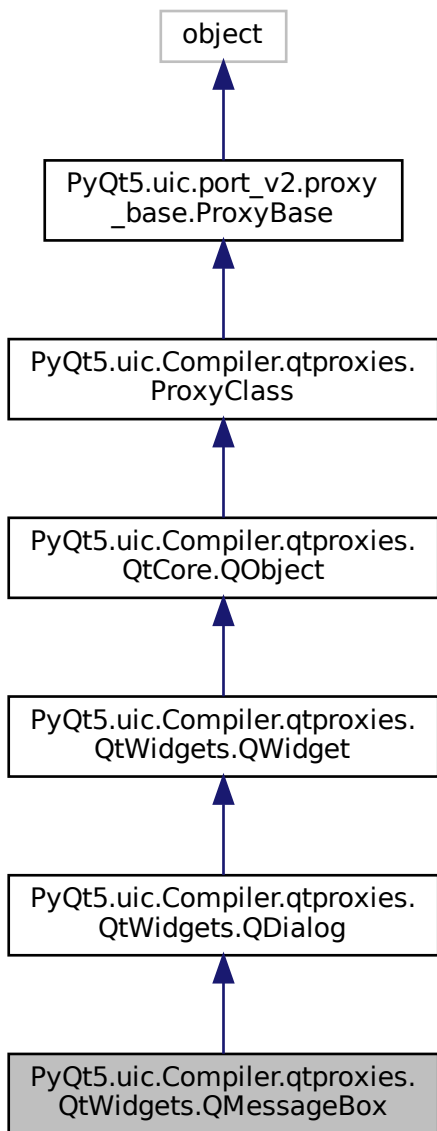 object
PyQt5.uic.port_v2.proxy
_base.ProxyBase
PyQt5.uic.Compiler.qtproxies.
ProxyClass
PyQt5.uic.Compiler.qtproxies.
QtCore.QObject
PyQt5.uic.Compiler.qtproxies.
QtWidgets.QWidget
PyQt5.uic.Compiler.qtproxies.
QtWidgets.QDialog
PyQt5.uic.Compiler.qtproxies.
QtWidgets.QMessageBox